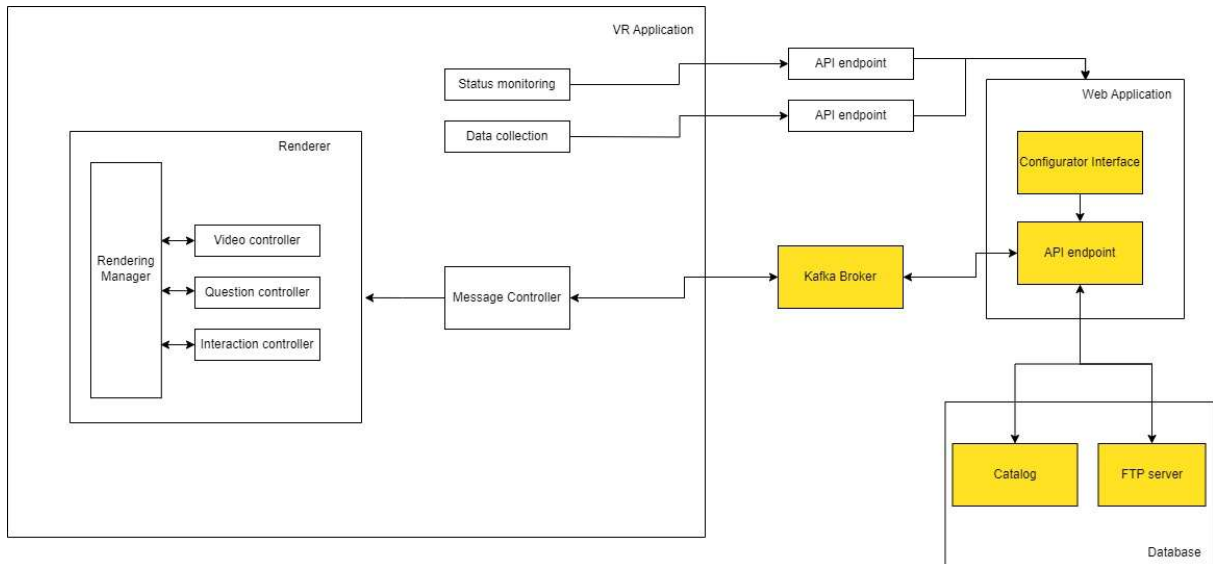 VR Application
Status monitoring
API endpoint
Web Application
Data collection
API endpoint
Renderer
Configurator Interface
Rendering
Manager
Video controller
API endpoint
Question controller
Message Controller
Kafka Broker
Interaction controller
Catalog
FTP server
Database